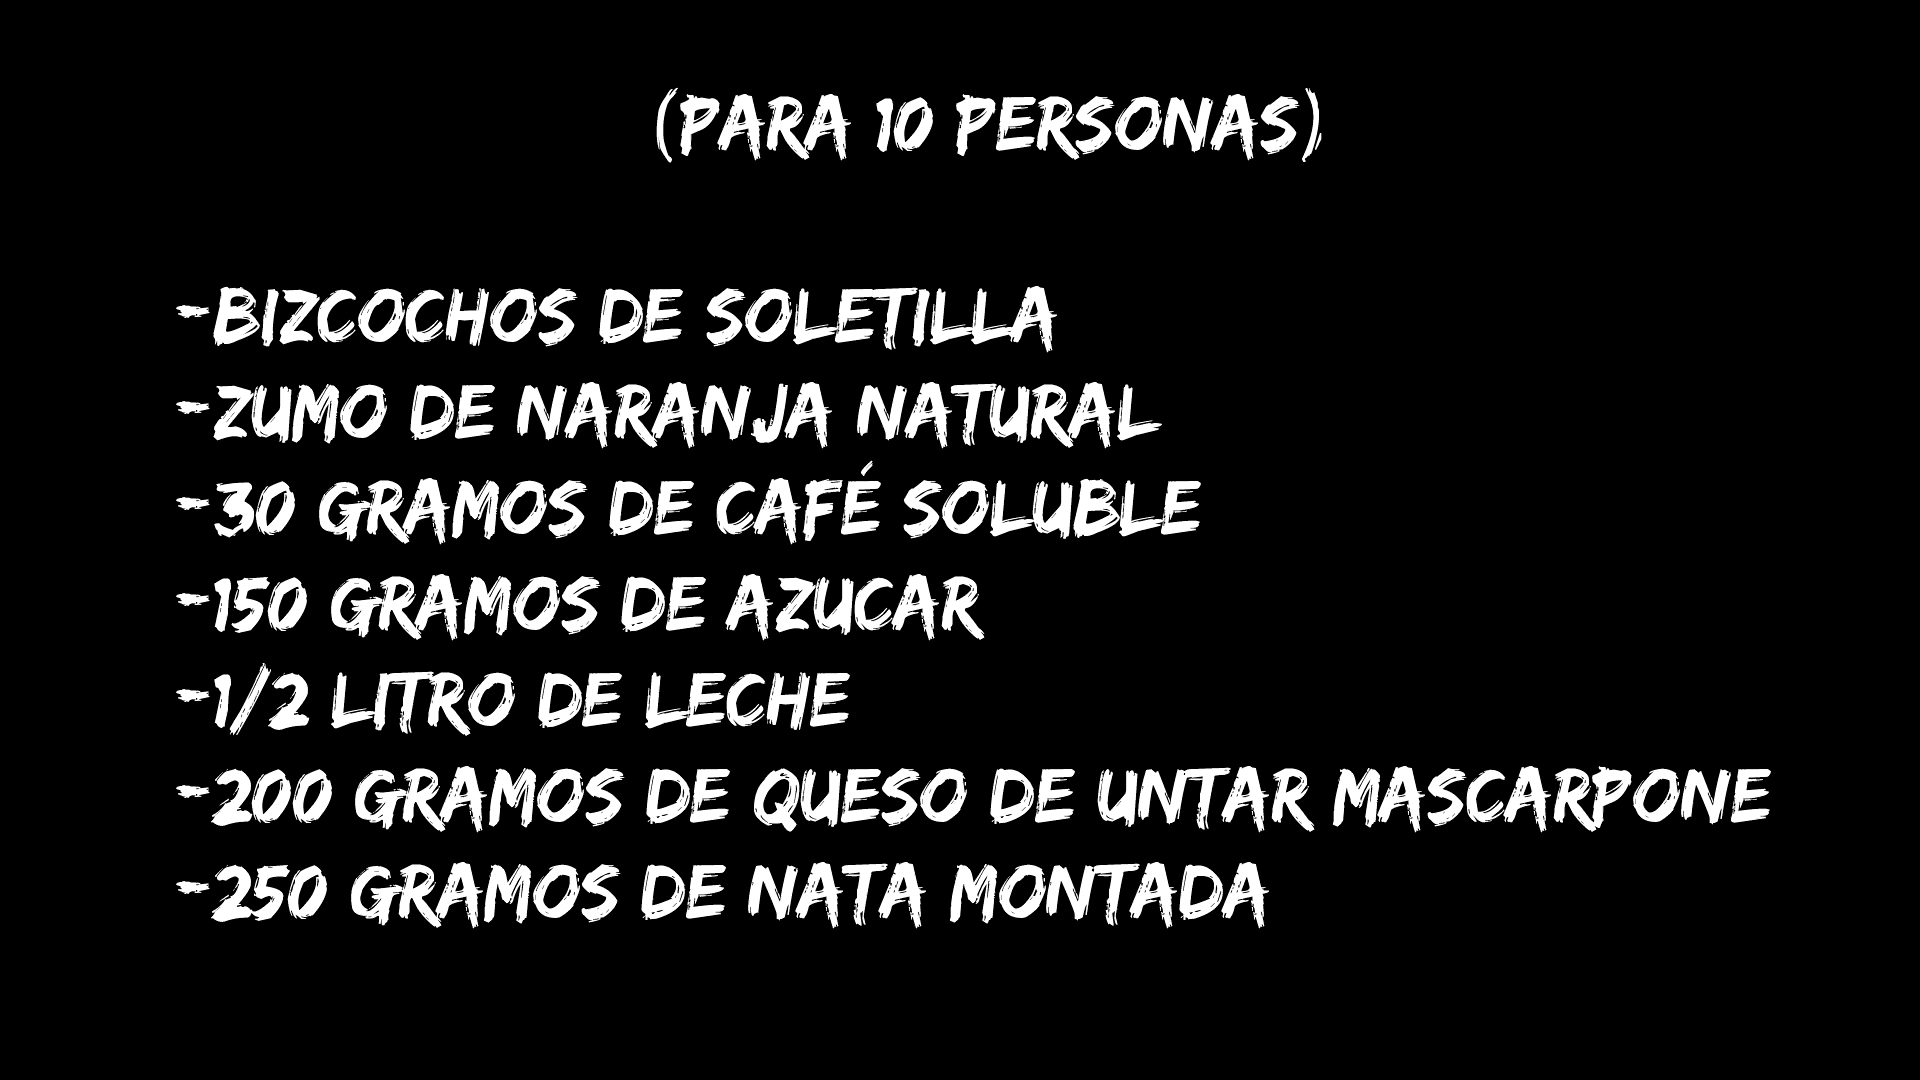 (PARA 10 PERSONAS)
-BIZCOCHOS DE SOLETILLA
-ZUMO DE NARANJA NATURAL
-30 GRAMOS DE CAFÉ SOLUBLE
-150 GRAMOS DE AZUCAR
-1/2 LITRO DE LECHE
-200 GRAMOS DE QUESO DE UNTAR MASCARPONE
-250 GRAMOS DE NATA MONTADA